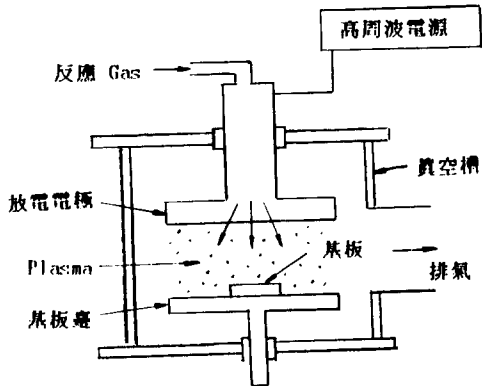 高周波電源
反應 Gas
真空槽
放電電極
Plasma
基板
排氣
基板臺